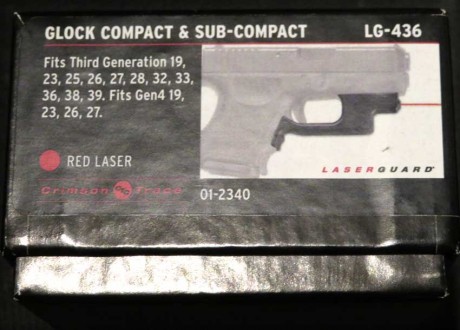 GLOCK COMPACT & SUB-COMPACT LG-436
Fits Third Generation 19,
23, 25, 26, 27, 28, 32, 33,
36, 38, 39. Fits Gen4 19,
23, 26, 27.
LASERGUARD
RED LASER
Crimson Trace 01-2340